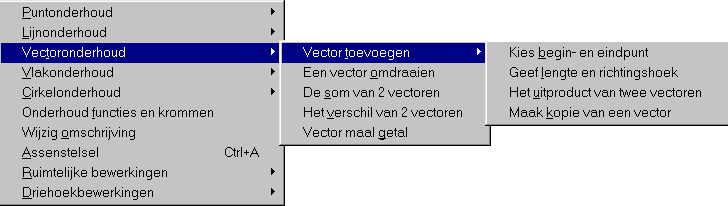 Puntonderhoud
Lijnonderhoud
Vectoronderhoud
Vlakonderhoud
Cirkelonderhoud
Onderhoud functies en krommen
Wijzig omschrijving
Assenstelsel Ctrl+A
Ruimtelijke bewerkingen
Driehoekbewerkingen
Vector toevoegen
Een vector omdraaien
De som van 2 vectoren
Het verschil van 2 vectoren
Vector maal getal
Kies begin- en eindpunt
Geef lengte en richtingshoek
Het uitproduct van twee vectoren
Maak kopie van een vector